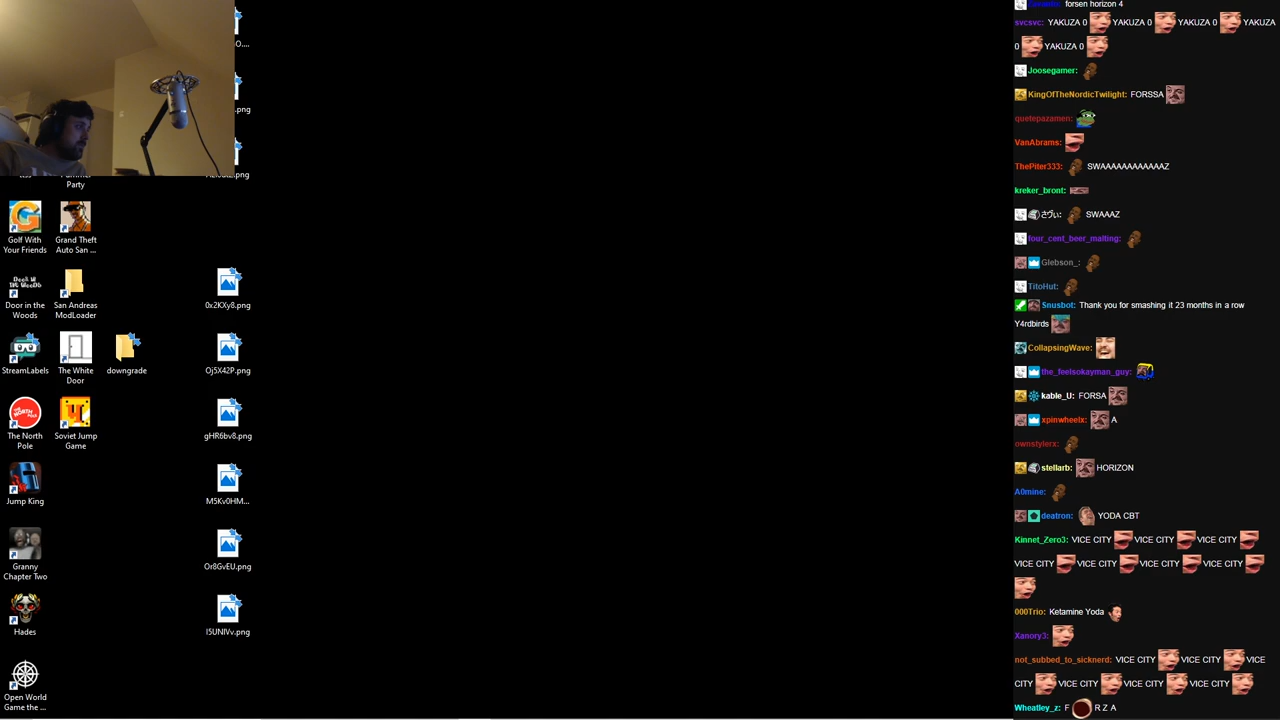 O....
.png
.png
Party
Golf With
Your Friends
Grand Theft
Auto San ...
Door in the
Woods
San Andreas
ModLoader
0x2KXy8.png
StreamLabels
The White
Door
downgrade
Oj5X42P.png
The North
Pole
Soviet Jump
Game
gHR6bv8.png
Jump King
M5Kv0HM...
Granny
Chapter Two
Or8GvEU.png
Hades
I5UNIVv.png
Open World
Game the ...
forsen horizon 4
svcsvc: YAKUZA 0 YAKUZA 0 YAKUZA 0 YAKUZA
0 YAKUZA 0
Joosegamer:
KingOfTheNordicTwilight: FORSSA
quetepazamen:
VanAbrams:
ThePiter333: SWAAAAAAAAAAAZ
kreker_bront:
SWAAAZ
four_cent_beer_malting:
Glebson_:
TitoHut:
Snusbot: Thank you for smashing it 23 months in a row
Y4rdbirds
CollapsingWave:
the_feelsokayman_guy:
kable_U: FORSA
xpinwheelx: A
ownstylerx:
stellarb: HORIZON
A0mine:
deatron: YODA CBT
Kinnet_Zero3: VICE CITY VICE CITY VICE CITY
VICE CITY VICE CITY VICE CITY VICE CITY
000Trio: Ketamine Yoda
Xanory3:
not_subbed_to_sicknerd: VICE CITY VICE CITY VICE
CITY VICE CITY VICE CITY VICE CITY
Wheatley_z: F R Z A